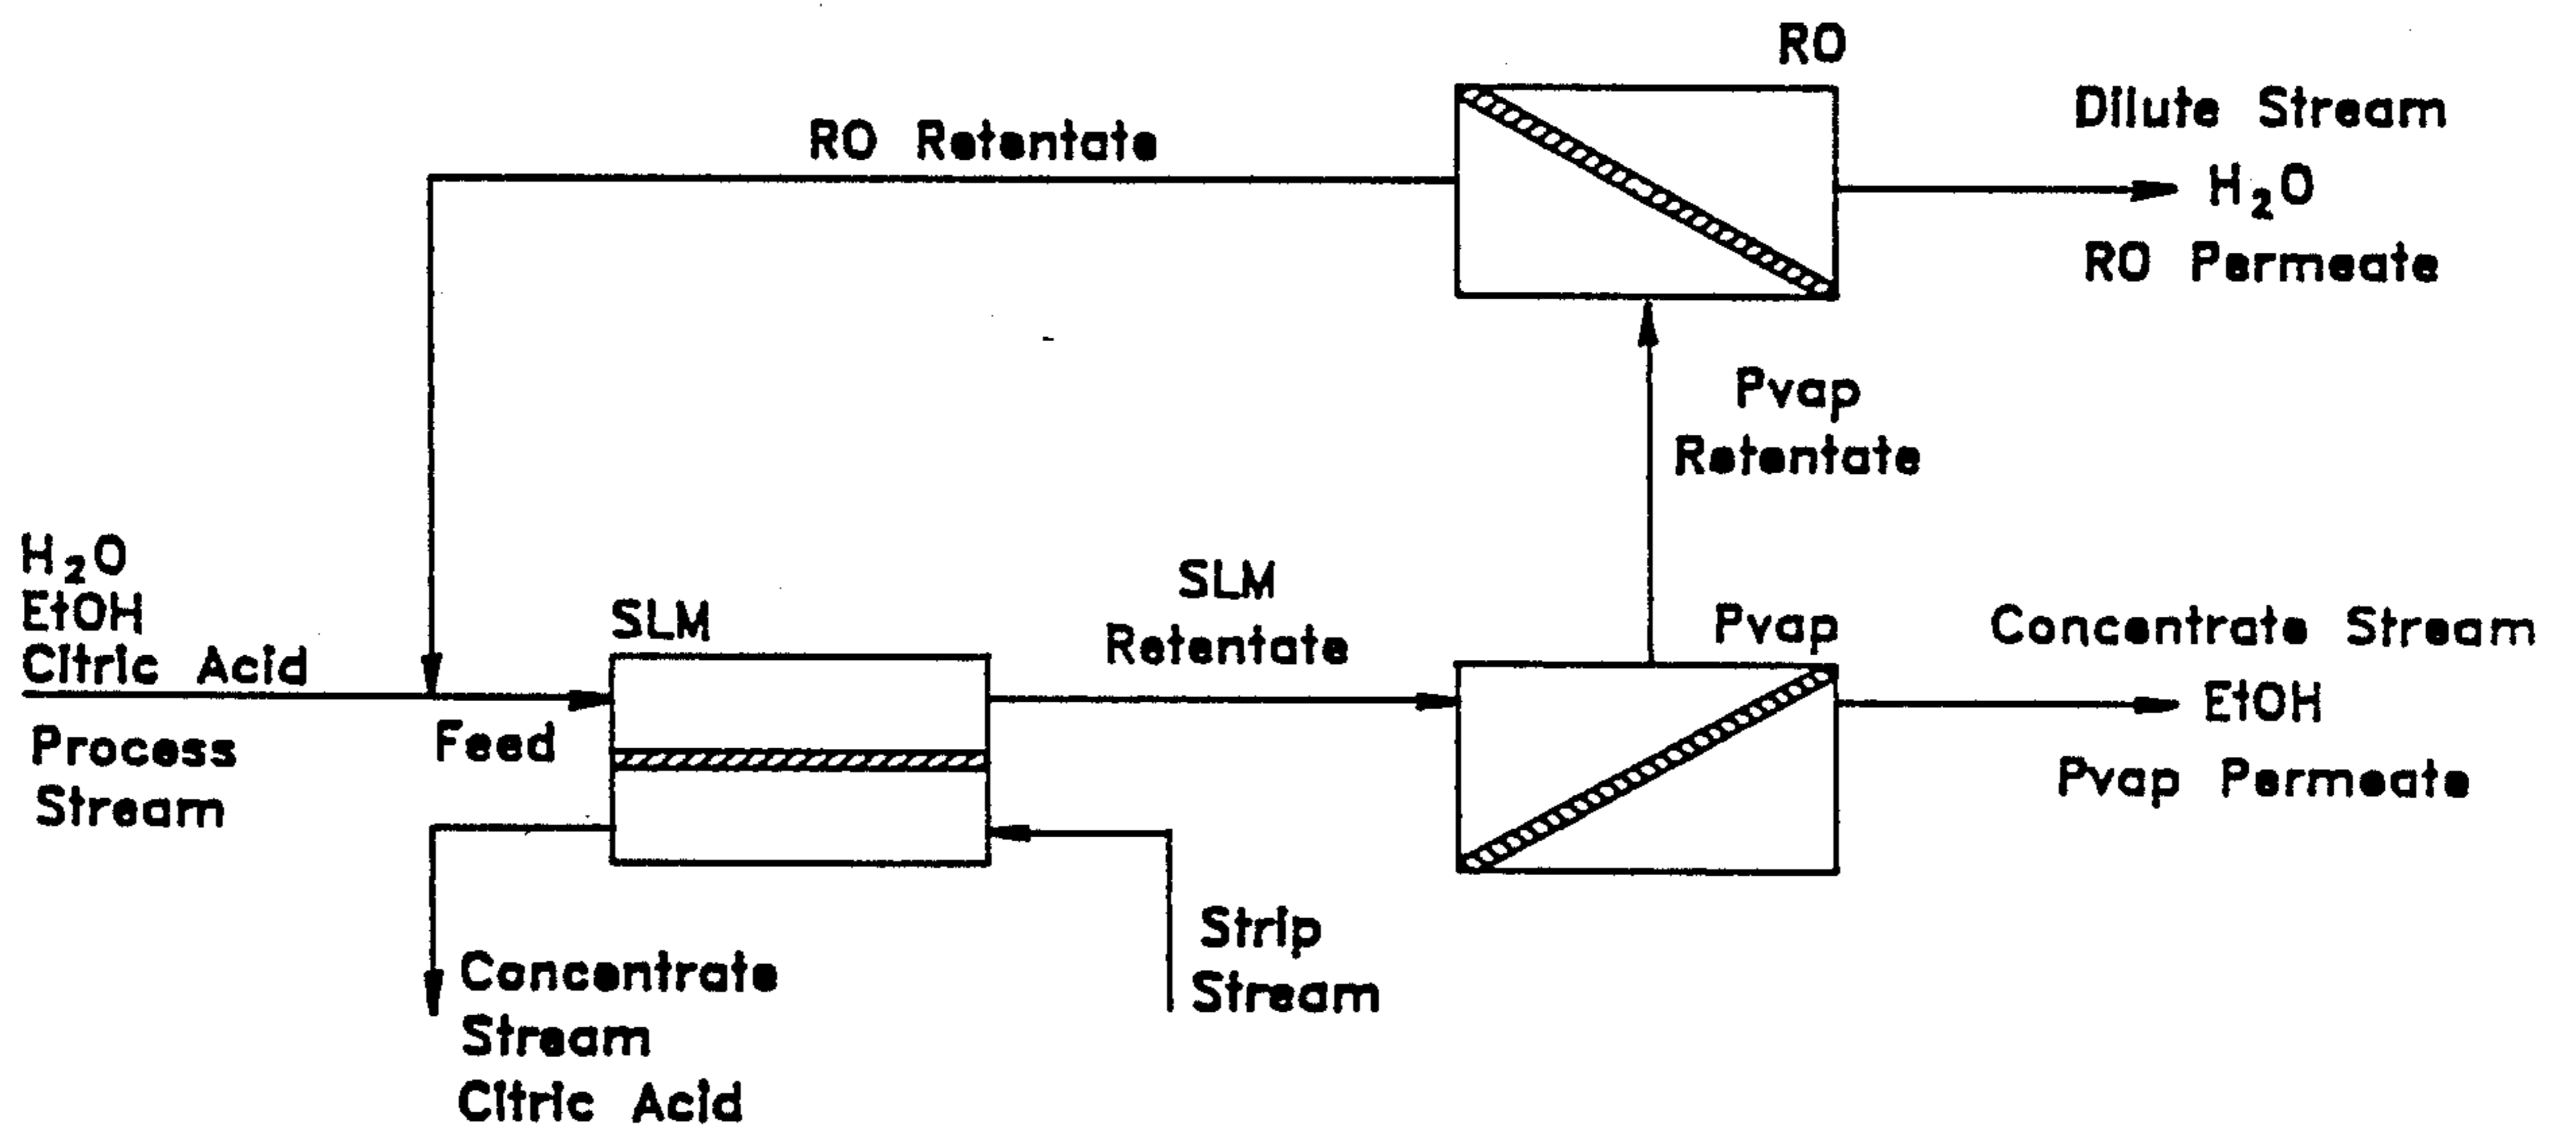 RO
Dilute Stream
H₂O
RO Permeate
RO Retentate
Pvap
Retentate
H₂O
EtOH
Citric Acid
Process
Stream
Feed
SLM
SLM
Retentate
Pvap
Concentrate Stream
EtOH
Pvap Permeate
Strip
Stream
Concentrate
Stream
Citric Acid